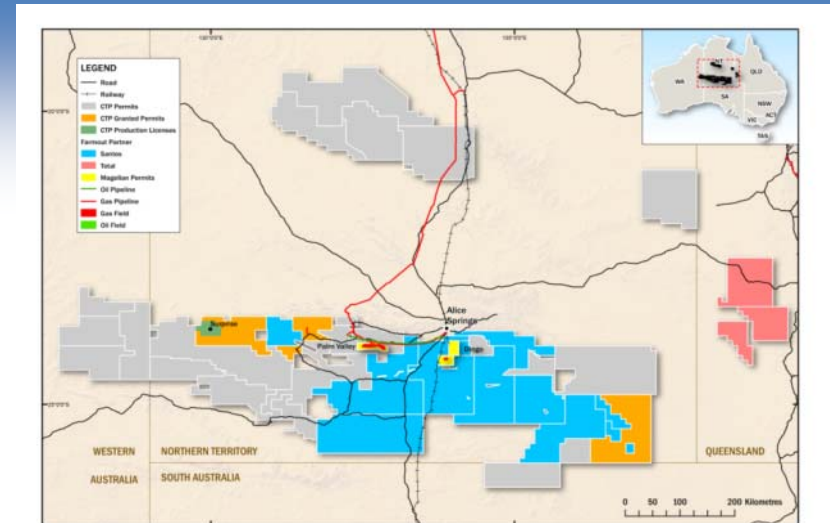 LEGEND
Road
Railway
CTP Permits
CTP Granted Permits
CTP Production Licenses
Farmout Partner
Santos
Total
Magellan Permits
Oil Pipeline
Gas Pipeline
Gas Field
Oil Field
WA
NT
QLD
SA
NSW
ACT
VIC
TAS
Surprise
Palm Valley
Alice
Springs
Dingo
WESTERN
AUSTRALIA
NORTHERN TERRITORY
SOUTH AUSTRALIA
QUEENSLAND
0 50 100 200 Kilometres